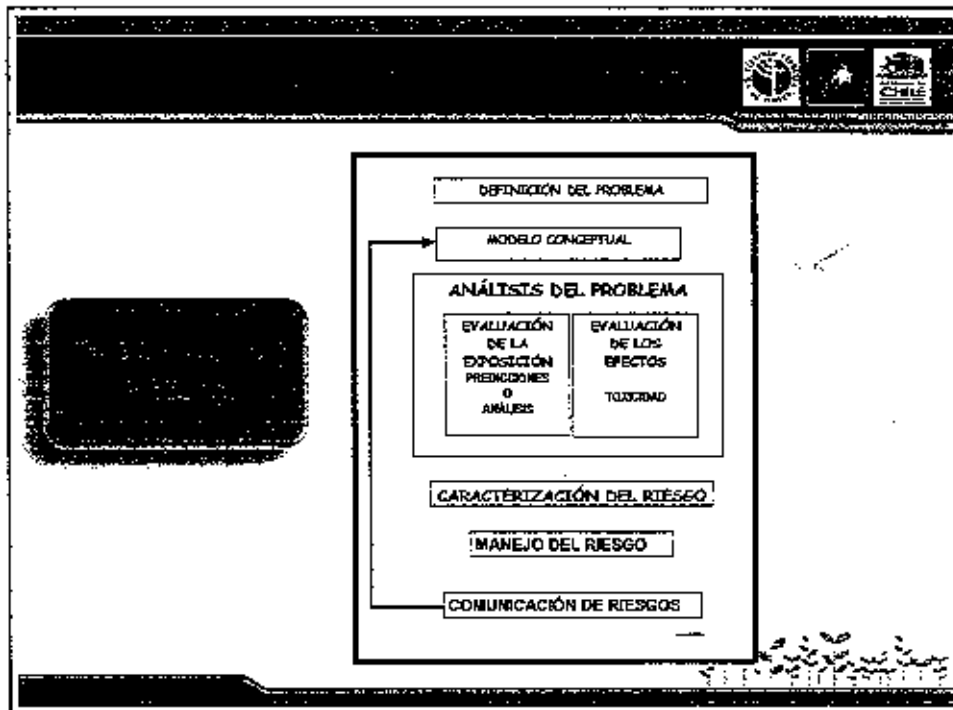 CHILE
DEFINICIÓN DEL PROBLEMA
MODELO CONCEPTUAL
ANÁLISIS DEL PROBLEMA
EVALUACIÓN
DE LA
EXPOSICIÓN
PREDICCIONES
O
ANÁLISIS
EVALUACIÓN
DE LOS
EFECTOS
TOXICIDAD
CARACTERIZACIÓN DEL RIESGO
MANEJO DEL RIESGO
COMUNICACIÓN DE RIESGOS